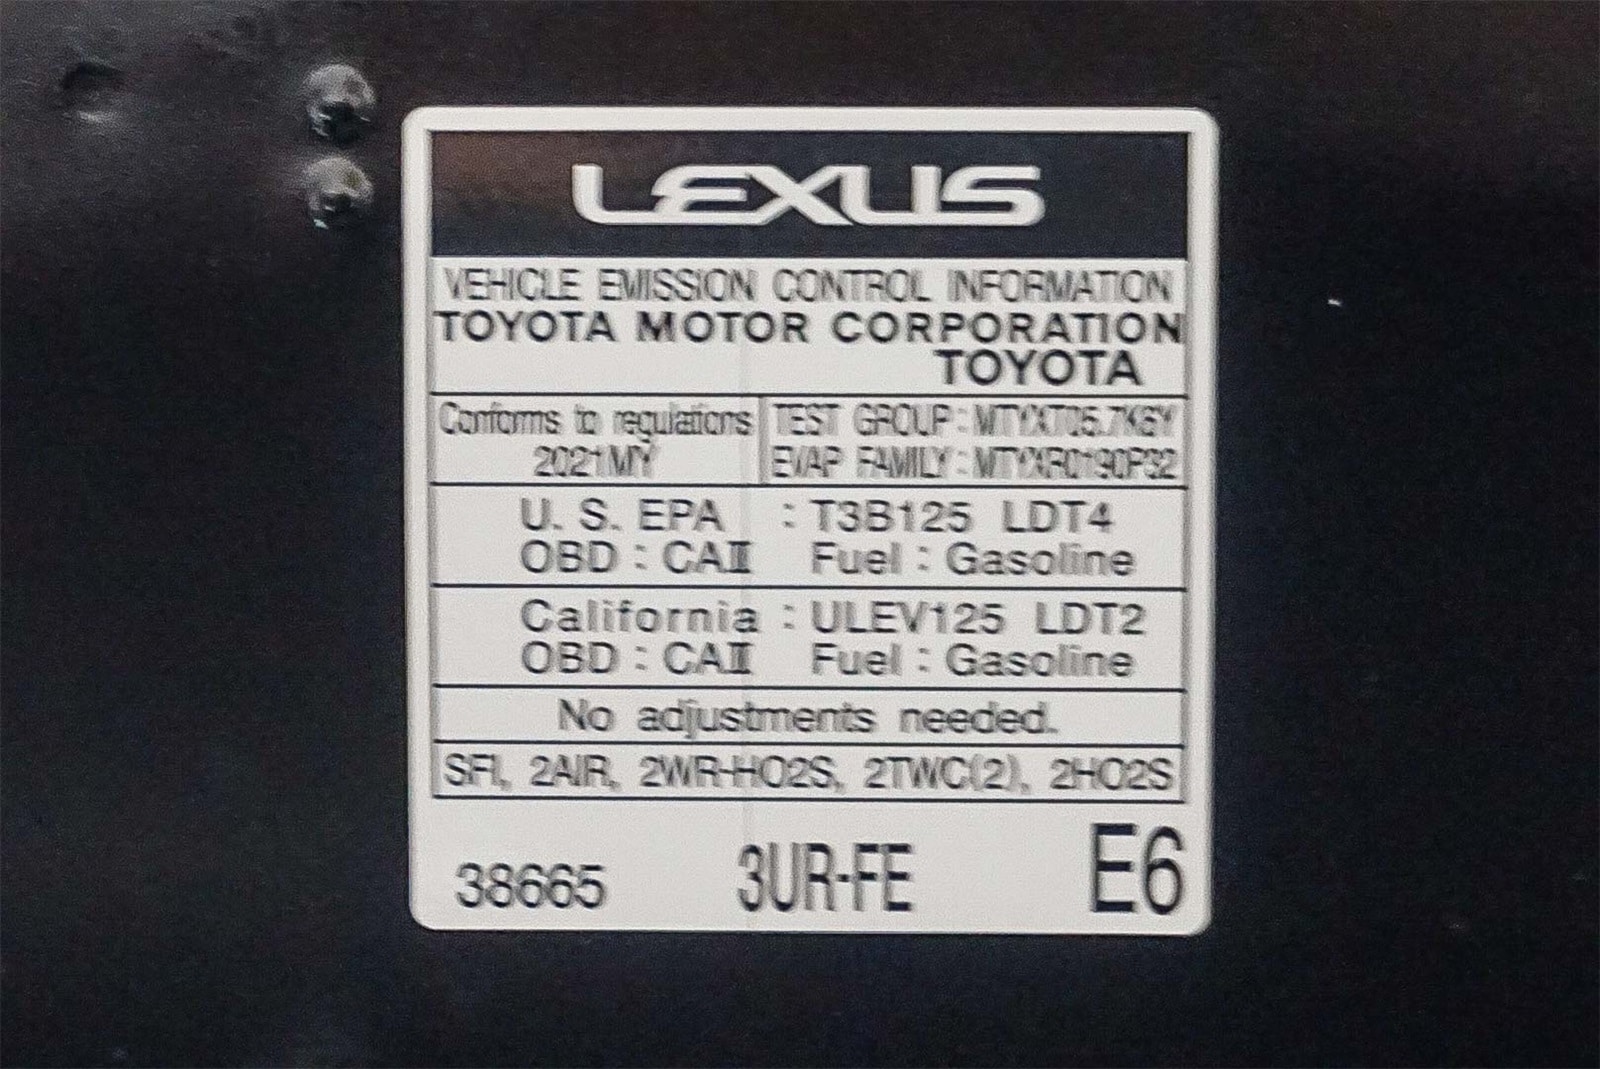 LEXUS
VEHICLE EMISSION CONTROL INFORMATION
TOYOTA MOTOR CORPORATION
TOYOTA
Conforms to regulations
2021MY
TEST GROUP : MTYXT05.7K6Y
EVAP FAMILY : MTYXR0190P32
U. S. EPA : T3B125 LDT4
OBD : CAII Fuel : Gasoline
California : ULEV125 LDT2
OBD : CAII Fuel : Gasoline
No adjustments needed.
SFI, 2AIR, 2WR-HO2S, 2TWC(2), 2HO2S
38665 3UR-FE E6